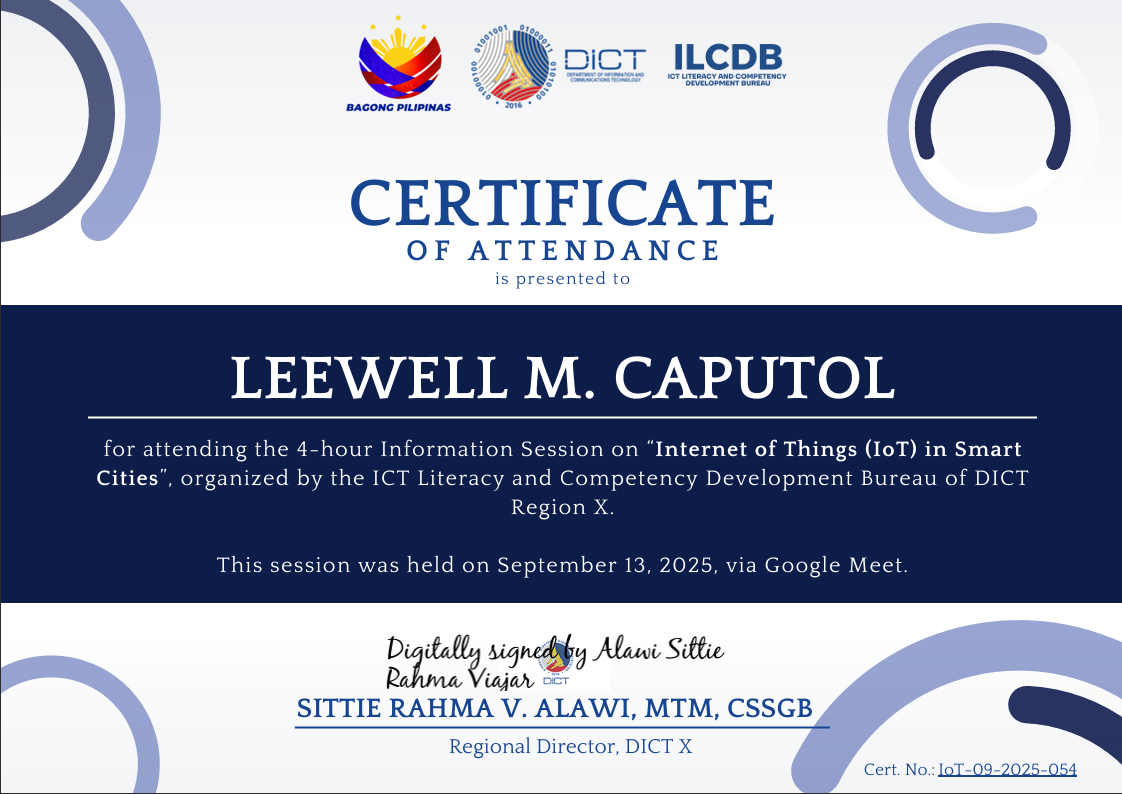 BAGONG PILIPINAS
01001001 01000011 01010100 01000100
2016
DICT
DEPARTMENT OF INFORMATION AND
COMMUNICATIONS TECHNOLOGY
ILCDB
ICT LITERACY AND COMPETENCY
DEVELOPMENT BUREAU
CERTIFICATE
OF ATTENDANCE
is presented to
LEEWELL M. CAPUTOL
for attending the 4-hour Information Session on “Internet of Things (IoT) in Smart
Cities”, organized by the ICT Literacy and Competency Development Bureau of DICT
Region X.
This session was held on September 13, 2025, via Google Meet.
Digitally signed by Alawi Sittie
Rahma Viajar
DICT
SITTIE RAHMA V. ALAWI, MTM, CSSGB
Regional Director, DICT X
Cert. No.: IoT-09-2025-054